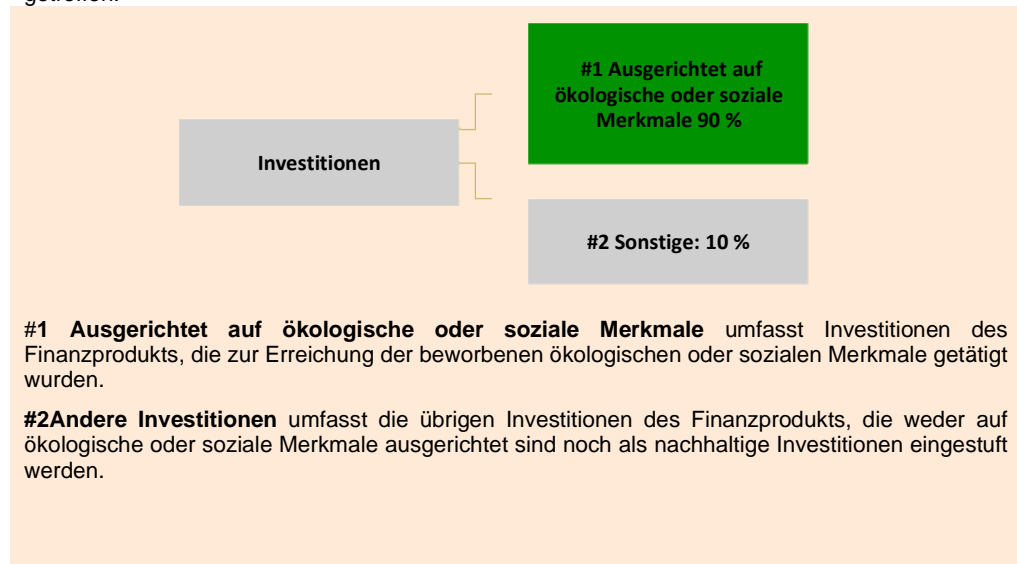 getroffen.
#1 Ausgerichtet auf
ökologische oder soziale
Merkmale 90 %
Investitionen
#2 Sonstige: 10 %
#1 Ausgerichtet auf ökologische oder soziale Merkmale umfasst Investitionen des
Finanzprodukts, die zur Erreichung der beworbenen ökologischen oder sozialen Merkmale getätigt
wurden.
#2Andere Investitionen umfasst die übrigen Investitionen des Finanzprodukts, die weder auf
ökologische oder soziale Merkmale ausgerichtet sind noch als nachhaltige Investitionen eingestuft
werden.